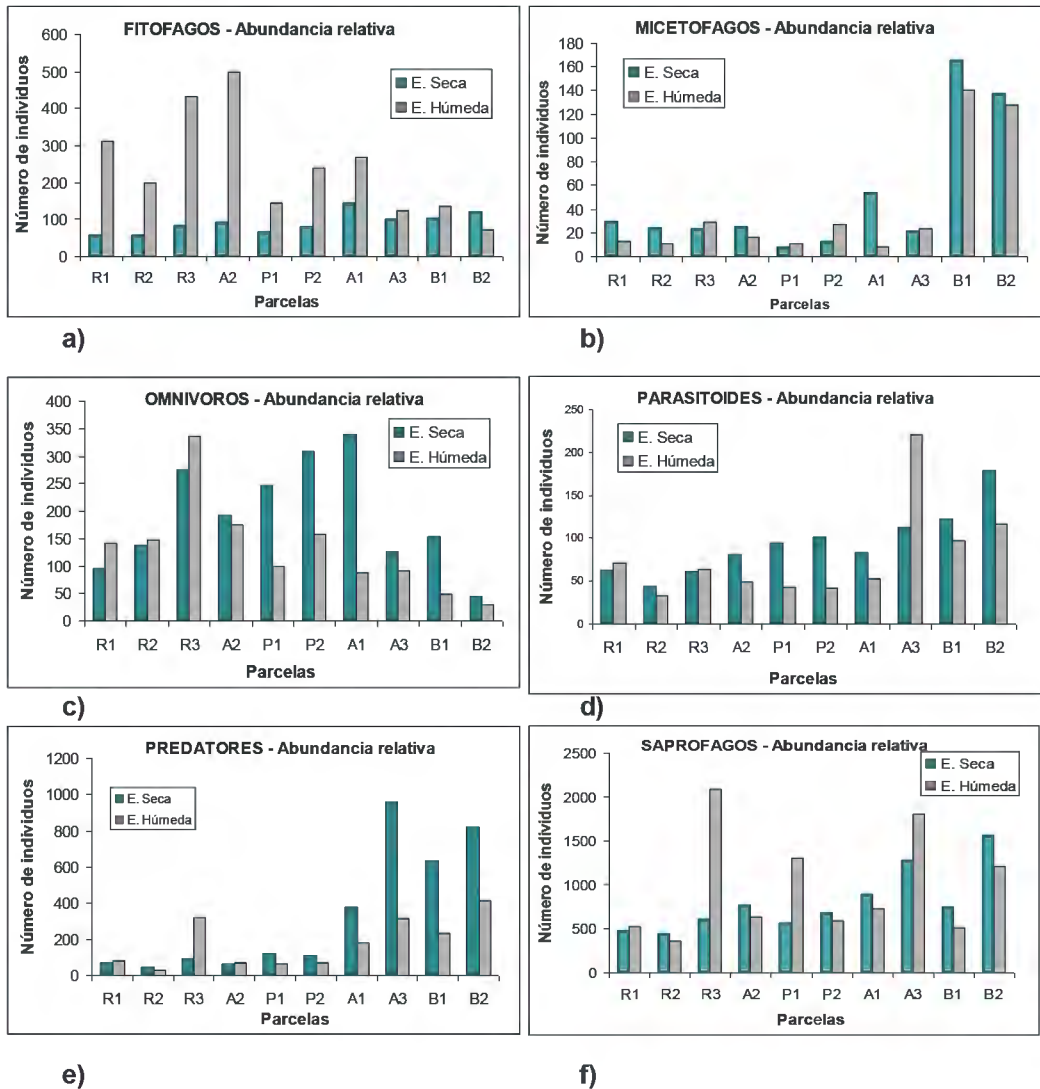 FITOFAGOS - Abundancia relativa
Número de individuos
600
500
400
300
200
100
0
E. Seca
E. Húmeda
R1 R2 R3 A2 P1 P2 A1 A3 B1 B2
Parcelas
a)
MICETOFAGOS - Abundancia relativa
Número de individuos
180
160
140
120
100
80
60
40
20
0
E. Seca
E. Húmeda
R1 R2 R3 A2 P1 P2 A1 A3 B1 B2
Parcelas
b)
OMNIVOROS - Abundancia relativa
Número de individuos
400
350
300
250
200
150
100
50
0
E. Seca
E. Húmeda
R1 R2 R3 A2 P1 P2 A1 A3 B1 B2
Parcelas
c)
PARASITOIDES - Abundancia relativa
Número de individuos
250
200
150
100
50
0
E. Seca
E. Húmeda
R1 R2 R3 A2 P1 P2 A1 A3 B1 B2
Parcelas
d)
PREDATORES - Abundancia relativa
Número de individuos
1200
1000
800
600
400
200
0
E. Seca
E. Húmeda
R1 R2 R3 A2 P1 P2 A1 A3 B1 B2
Parcelas
e)
SAPROFAGOS - Abundancia relativa
Número de individuos
2500
2000
1500
1000
500
0
E. Seca
E. Húmeda
R1 R2 R3 A2 P1 P2 A1 A3 B1 B2
Parcelas
f)